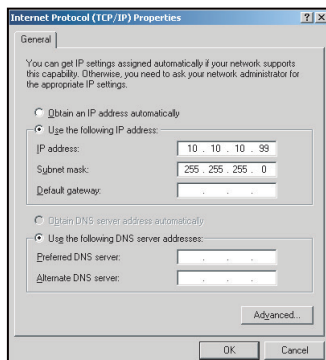 Internet Protocol (TCP/IP) Properties
General
You can get IP settings assigned automatically if your network supports
this capability. Otherwise, you need to ask your network administrator for
the appropriate IP settings.
Obtain an IP address automatically
Use the following IP address:
IP address: 10 . 10 . 10 . 99
Subnet mask: 255 . 255 . 255 . 0
Default gateway: . . .
Obtain DNS server address automatically
Use the following DNS server addresses:
Preferred DNS server: . . .
Alternate DNS server: . . .
Advanced...
OK Cancel